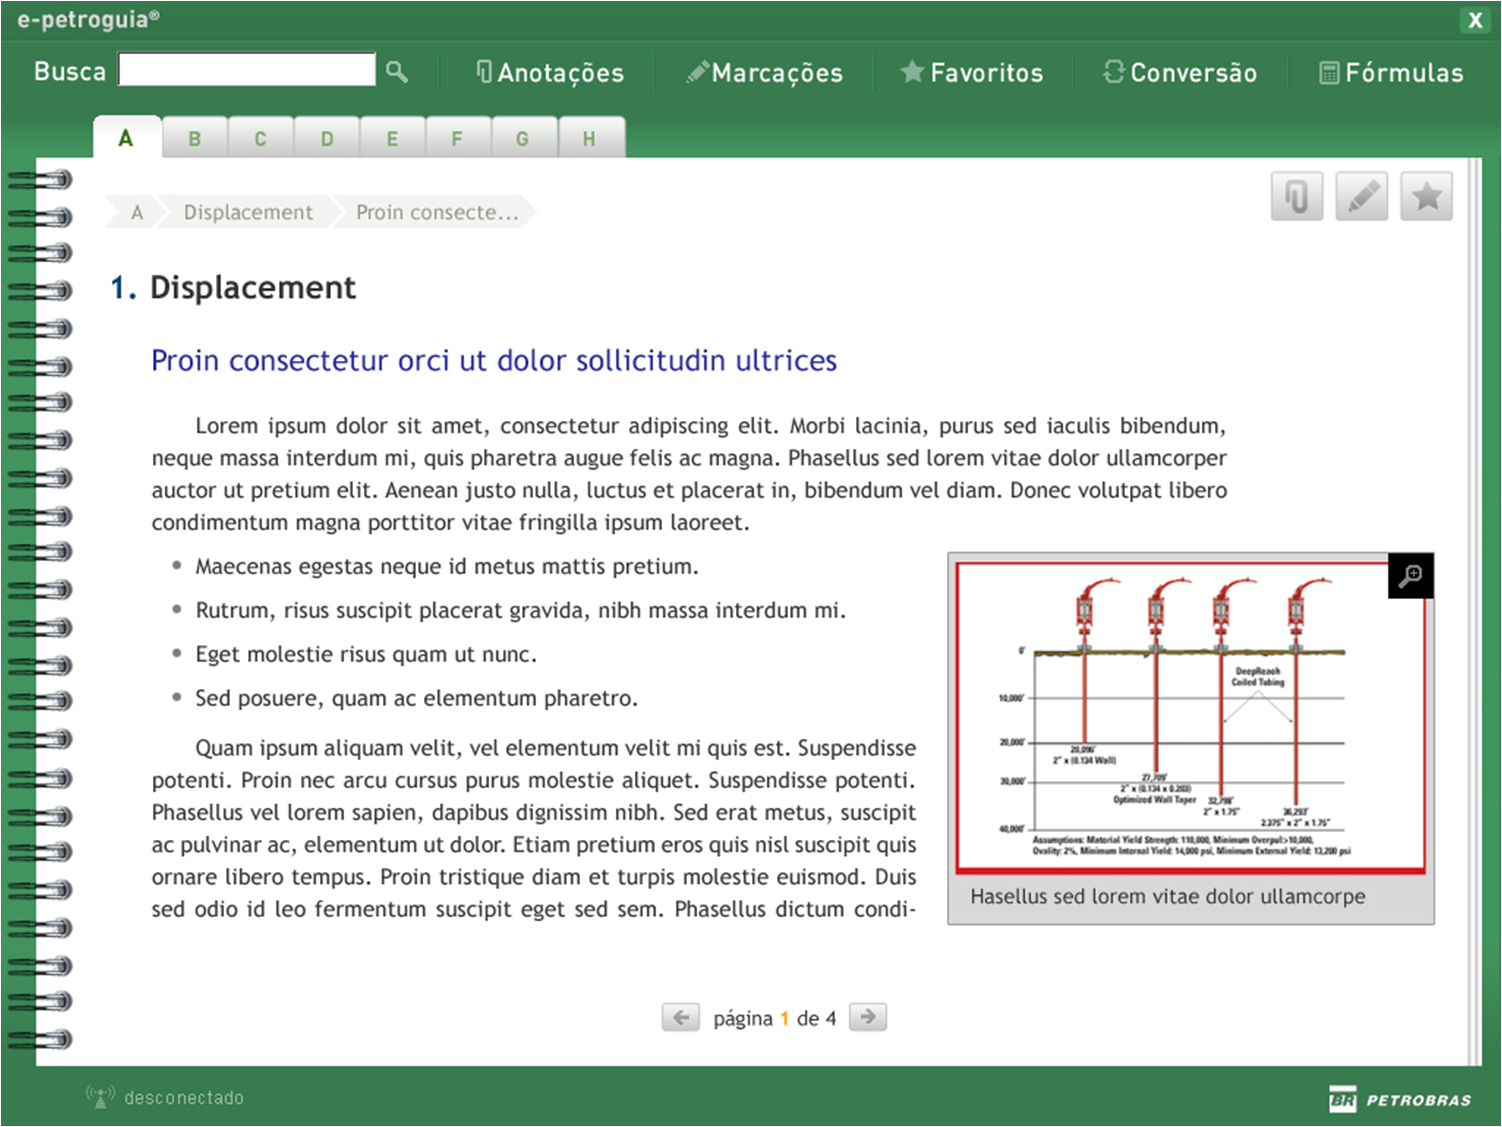 e-petroguia®
X
Busca
Anotações
Marcações
Favoritos
Conversão
Fórmulas
A B C D E F G H
A Displacement Proin consecte...
1. Displacement
Proin consectetur orci ut dolor sollicitudin ultrices
Lorem ipsum dolor sit amet, consectetur adipiscing elit. Morbi lacinia, purus sed iaculis bibendum,
neque massa interdum mi, quis pharetra augue felis ac magna. Phasellus sed lorem vitae dolor ullamcorper
auctor ut pretium elit. Aenean justo nulla, luctus et placerat in, bibendum vel diam. Donec volutpat libero
condimentum magna porttitor vitae fringilla ipsum laoreet.
• Maecenas egestas neque id metus mattis pretium.
• Rutrum, risus suscipit placerat gravida, nibh massa interdum mi.
• Eget molestie risus quam ut nunc.
• Sed posuere, quam ac elementum pharetro.
Quam ipsum aliquam velit, vel elementum velit mi quis est. Suspendisse
potenti. Proin nec arcu cursus purus molestie aliquet. Suspendisse potenti.
Phasellus vel lorem sapien, dapibus dignissim nibh. Sed erat metus, suscipit
ac pulvinar ac, elementum ut dolor. Etiam pretium eros quis nisl suscipit quis
ornare libero tempus. Proin tristique diam et turpis molestie euismod. Duis
sed odio id leo fermentum suscipit eget sed sem. Phasellus dictum condi-
0'
DeepReach
Coiled Tubing
10,000'
20,000'
20,096'
2" x (0.134 Wall)
30,000'
27,709'
2" x (0.134 x 0.203)
Optimized Wall Taper
32,798'
2" x 1.75"
36,293'
2.375" x 2" x 1.75"
40,000'
Assumptions: Material Yield Strength: 110,000, Minimum Overpul>10,000,
Ovality: 2%, Minimum Internal Yield: 14,000 psi, Minimum External Yield: 13,200 psi
Hasellus sed lorem vitae dolor ullamcorpe
página 1 de 4
desconectado
BR PETROBRAS